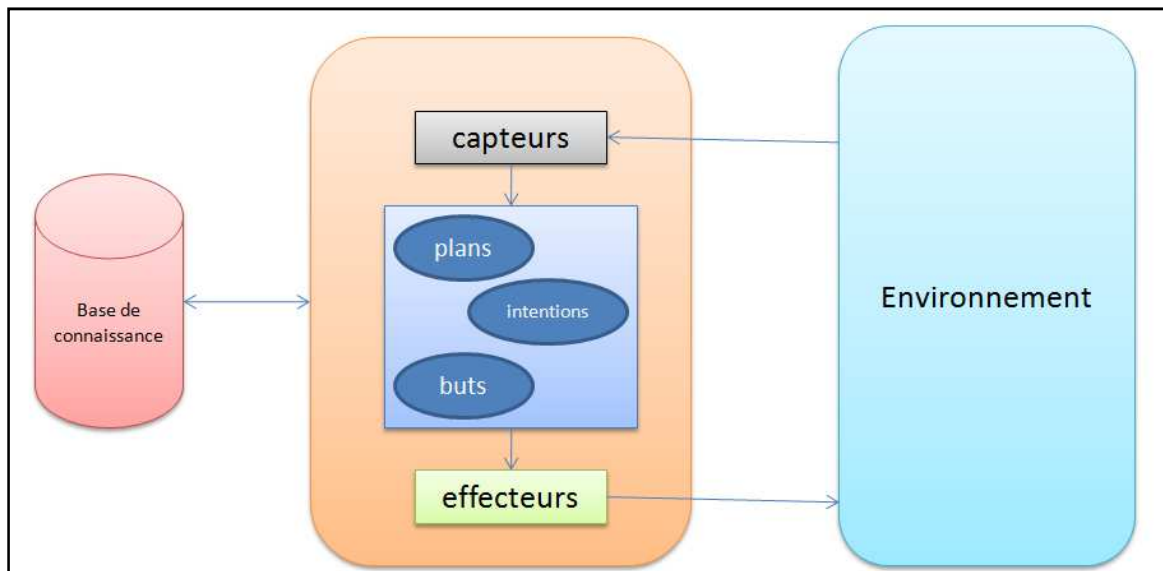 capteurs
plans
intentions
buts
effecteurs
Base de
connaissance
Environnement